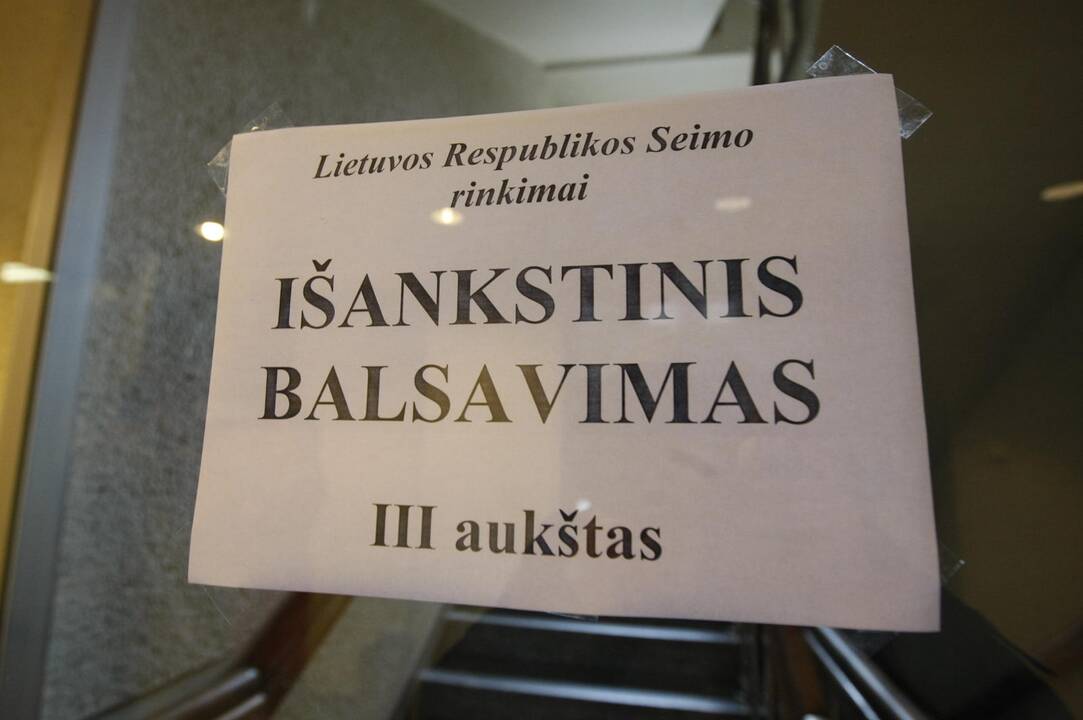 Lietuvos Respublikos Seimo
rinkimai
IŠANKSTINIS
BALSAVIMAS
III aukštas